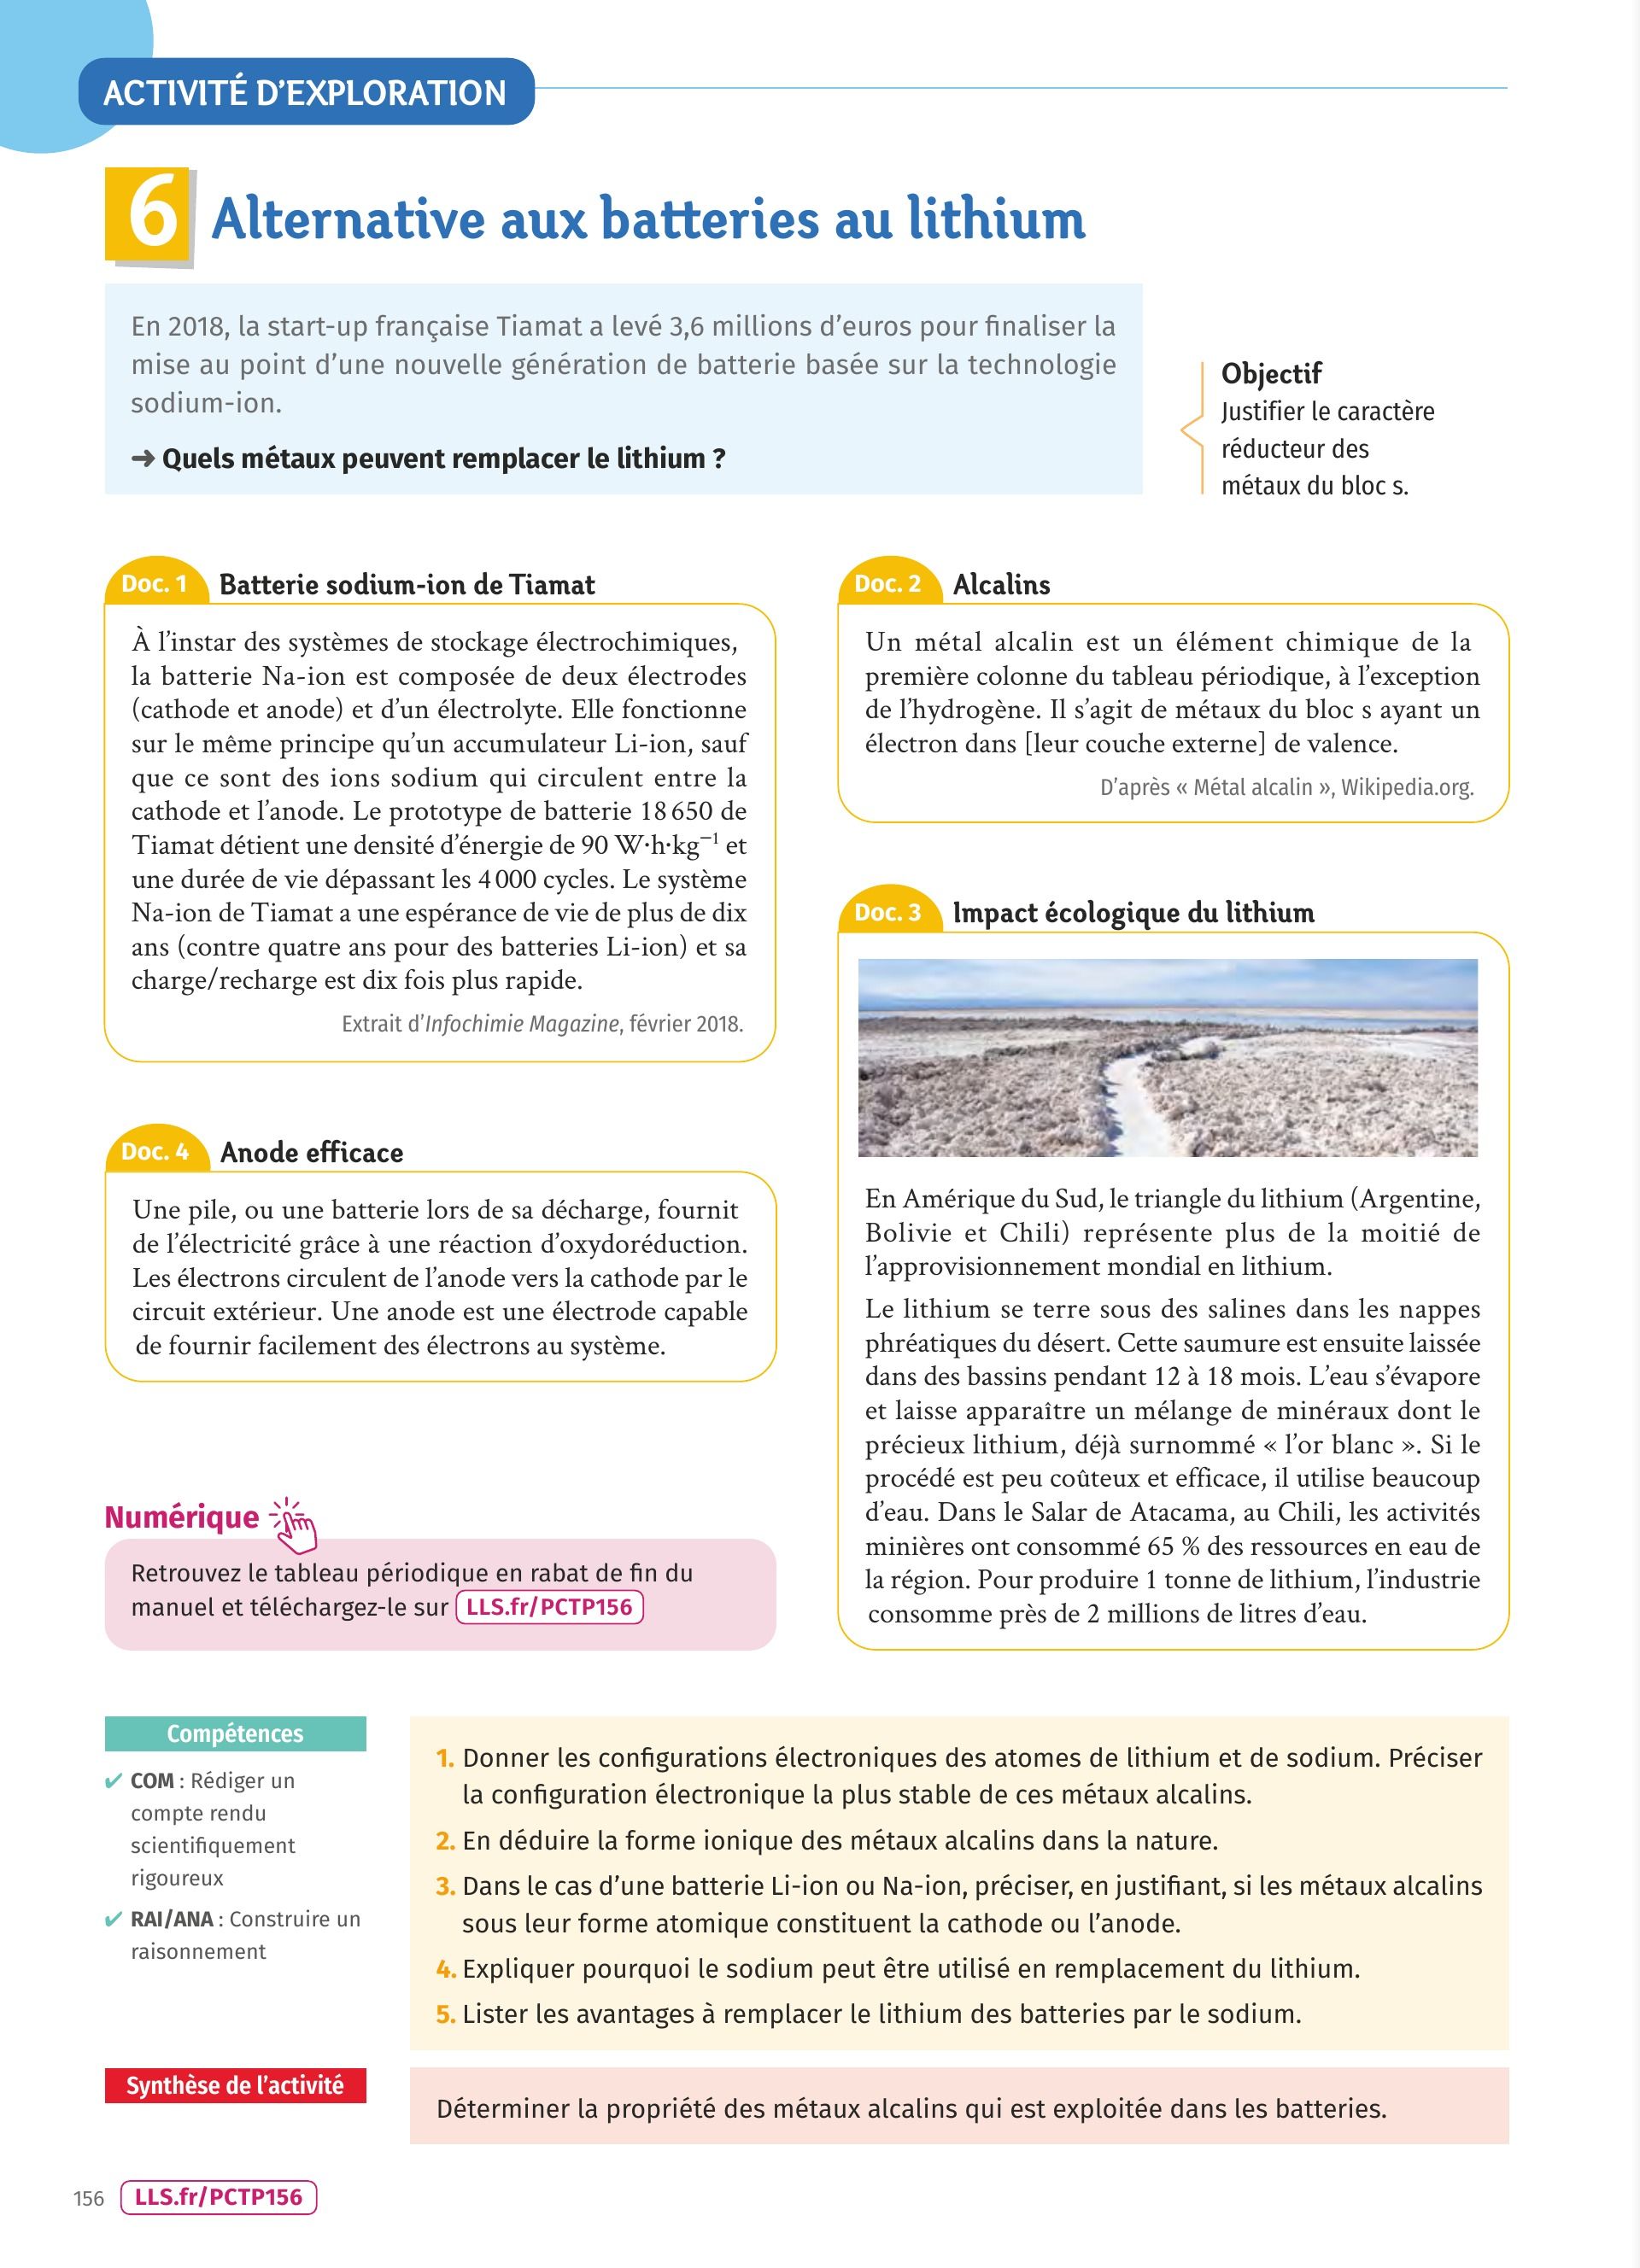 ACTIVITÉ D'EXPLORATION
6 Alternative aux batteries au lithium
En 2018, la start-up française Tiamat a levé 3,6 millions d'euros pour finaliser la
mise au point d'une nouvelle génération de batterie basée sur la technologie
sodium-ion.
➜ Quels métaux peuvent remplacer le lithium ?
Objectif
Justifier le caractère
réducteur des
métaux du bloc s.
Doc. 1 Batterie sodium-ion de Tiamat
À l'instar des systèmes de stockage électrochimiques,
la batterie Na-ion est composée de deux électrodes
(cathode et anode) et d'un électrolyte. Elle fonctionne
sur le même principe qu'un accumulateur Li-ion, sauf
que ce sont des ions sodium qui circulent entre la
cathode et l'anode. Le prototype de batterie 18 650 de
Tiamat détient une densité d'énergie de 90 W·h·kg⁻¹ et
une durée de vie dépassant les 4 000 cycles. Le système
Na-ion de Tiamat a une espérance de vie de plus de dix
ans (contre quatre ans pour des batteries Li-ion) et sa
charge/recharge est dix fois plus rapide.
Extrait d'Infochimie Magazine, février 2018.
Doc. 2 Alcalins
Un métal alcalin est un élément chimique de la
première colonne du tableau périodique, à l'exception
de l'hydrogène. Il s'agit de métaux du bloc s ayant un
électron dans [leur couche externe] de valence.
D'après « Métal alcalin », Wikipedia.org.
Doc. 3 Impact écologique du lithium
En Amérique du Sud, le triangle du lithium (Argentine,
Bolivie et Chili) représente plus de la moitié de
l'approvisionnement mondial en lithium.
Le lithium se terre sous des salines dans les nappes
phréatiques du désert. Cette saumure est ensuite laissée
dans des bassins pendant 12 à 18 mois. L'eau s'évapore
et laisse apparaître un mélange de minéraux dont le
précieux lithium, déjà surnommé « l'or blanc ». Si le
procédé est peu coûteux et efficace, il utilise beaucoup
d'eau. Dans le Salar de Atacama, au Chili, les activités
minières ont consommé 65 % des ressources en eau de
la région. Pour produire 1 tonne de lithium, l'industrie
consomme près de 2 millions de litres d'eau.
Doc. 4 Anode efficace
Une pile, ou une batterie lors de sa décharge, fournit
de l'électricité grâce à une réaction d'oxydoréduction.
Les électrons circulent de l'anode vers la cathode par le
circuit extérieur. Une anode est une électrode capable
de fournir facilement des électrons au système.
Numérique
Retrouvez le tableau périodique en rabat de fin du
manuel et téléchargez-le sur LLS.fr/PCTP156
Compétences
✔ COM : Rédiger un
compte rendu
scientifiquement
rigoureux
✔ RAI/ANA : Construire un
raisonnement
1. Donner les configurations électroniques des atomes de lithium et de sodium. Préciser
la configuration électronique la plus stable de ces métaux alcalins.
2. En déduire la forme ionique des métaux alcalins dans la nature.
3. Dans le cas d'une batterie Li-ion ou Na-ion, préciser, en justifiant, si les métaux alcalins
sous leur forme atomique constituent la cathode ou l'anode.
4. Expliquer pourquoi le sodium peut être utilisé en remplacement du lithium.
5. Lister les avantages à remplacer le lithium des batteries par le sodium.
Synthèse de l'activité
Déterminer la propriété des métaux alcalins qui est exploitée dans les batteries.
156 LLS.fr/PCTP156